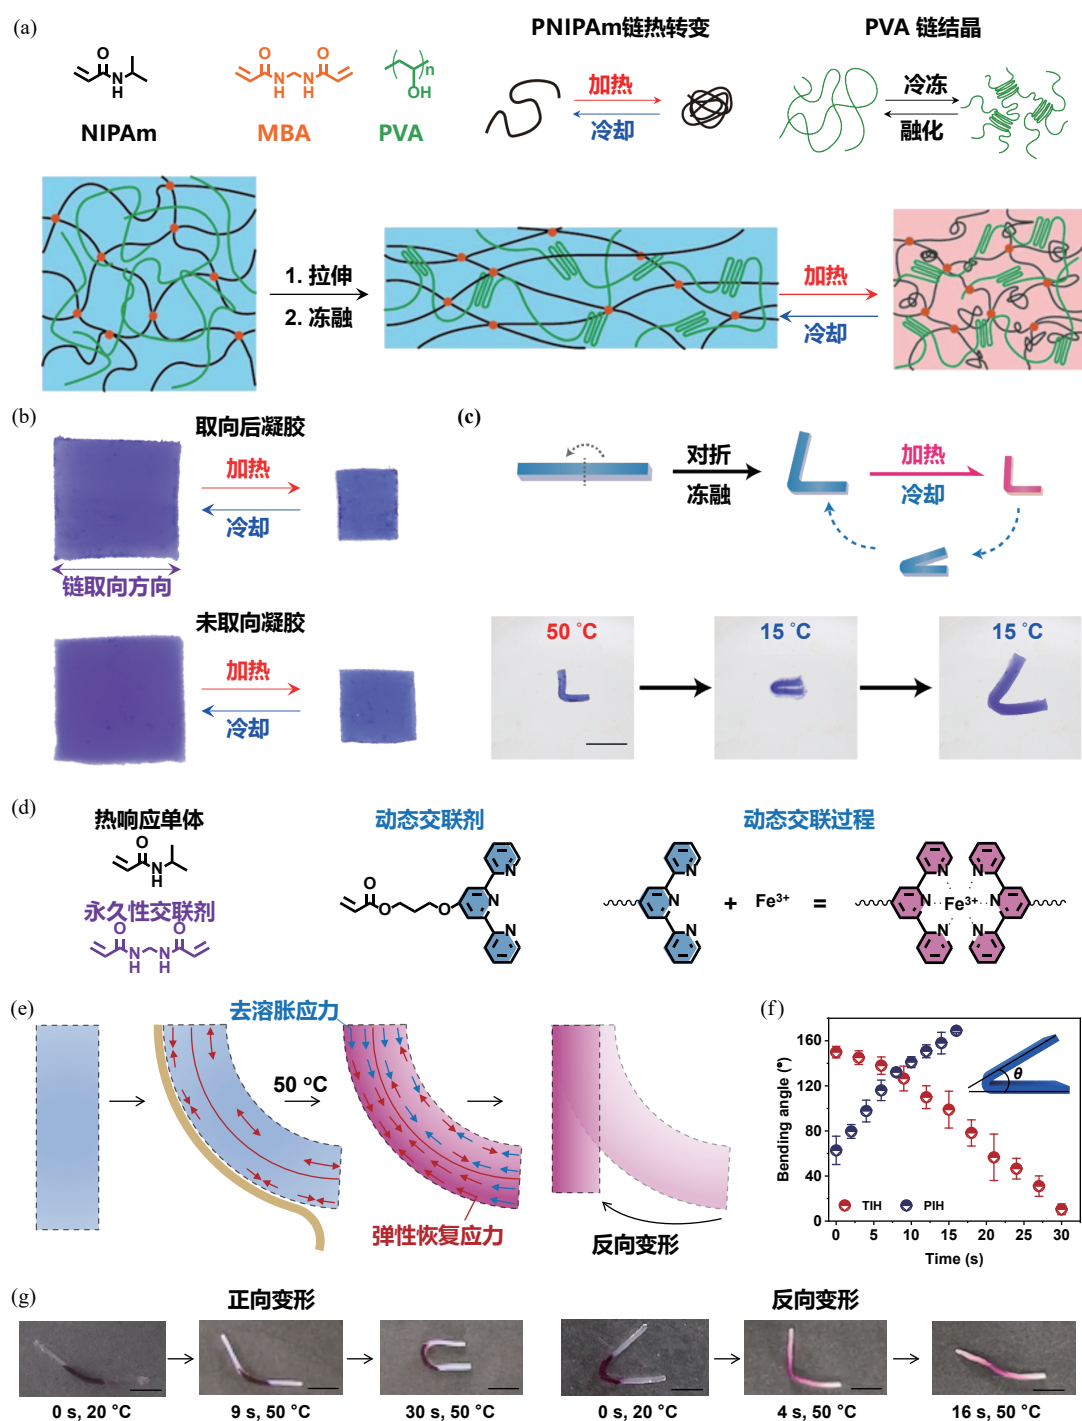 (a)
PNIPAm链热转变
PVA 链结晶
O
N
H
NIPAm
O
O
N
H
N
H
MBA
n
OH
PVA
加热
冷却
冷冻
融化
1. 拉伸
2. 冻融
加热
冷却
(b)
取向后凝胶
加热
冷却
链取向方向
未取向凝胶
加热
冷却
(c)
对折
冻融
加热
冷却
50 °C
15 °C
15 °C
(d)
热响应单体
O
N
H
永久性交联剂
O
O
N
H
N
H
动态交联剂
O
O
O
N
N
N
动态交联过程
N
N
N
+ Fe³⁺ =
N
N
N
Fe³⁺
N
N
N
(e)
去溶胀应力
50 °C
弹性恢复应力
反向变形
(f)
Bending angle (°)
160
120
80
40
0
θ
TIH
PIH
0 5 10 15 20 25 30
Time (s)
(g)
正向变形
反向变形
0 s, 20 °C
9 s, 50 °C
30 s, 50 °C
0 s, 20 °C
4 s, 50 °C
16 s, 50 °C